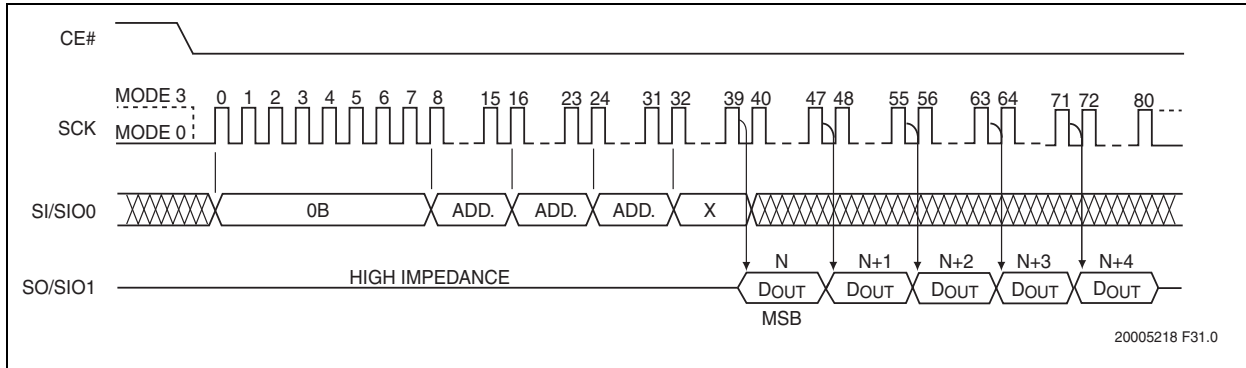 CE#
MODE 3
0 1 2 3 4 5 6 7 8 15 16 23 24 31 32 39 40 47 48 55 56 63 64 71 72 80
SCK
MODE 0
SI/SIO0
0B
ADD.
ADD.
ADD.
X
N N+1 N+2 N+3 N+4
SO/SIO1
HIGH IMPEDANCE
DOUT DOUT DOUT DOUT DOUT
MSB
20005218 F31.0